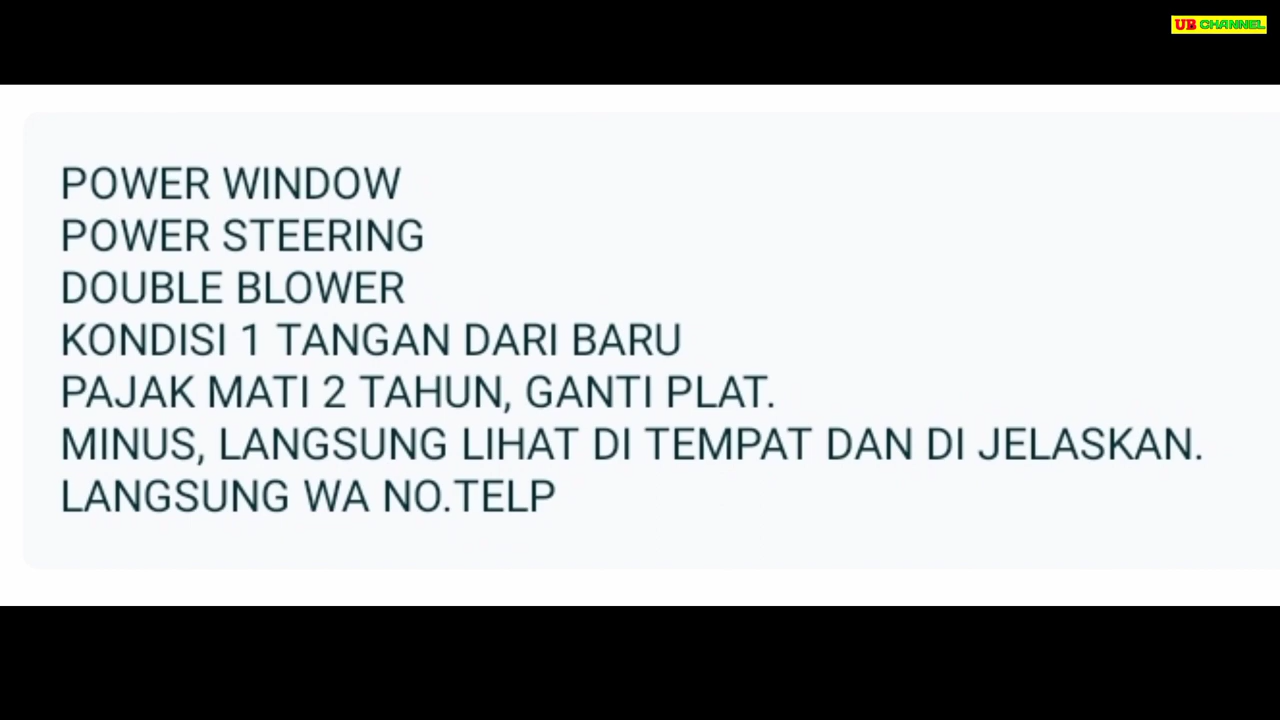 UB CHANNEL
POWER WINDOW
POWER STEERING
DOUBLE BLOWER
KONDISI 1 TANGAN DARI BARU
PAJAK MATI 2 TAHUN, GANTI PLAT.
MINUS, LANGSUNG LIHAT DI TEMPAT DAN DI JELASKAN.
LANGSUNG WA NO.TELP